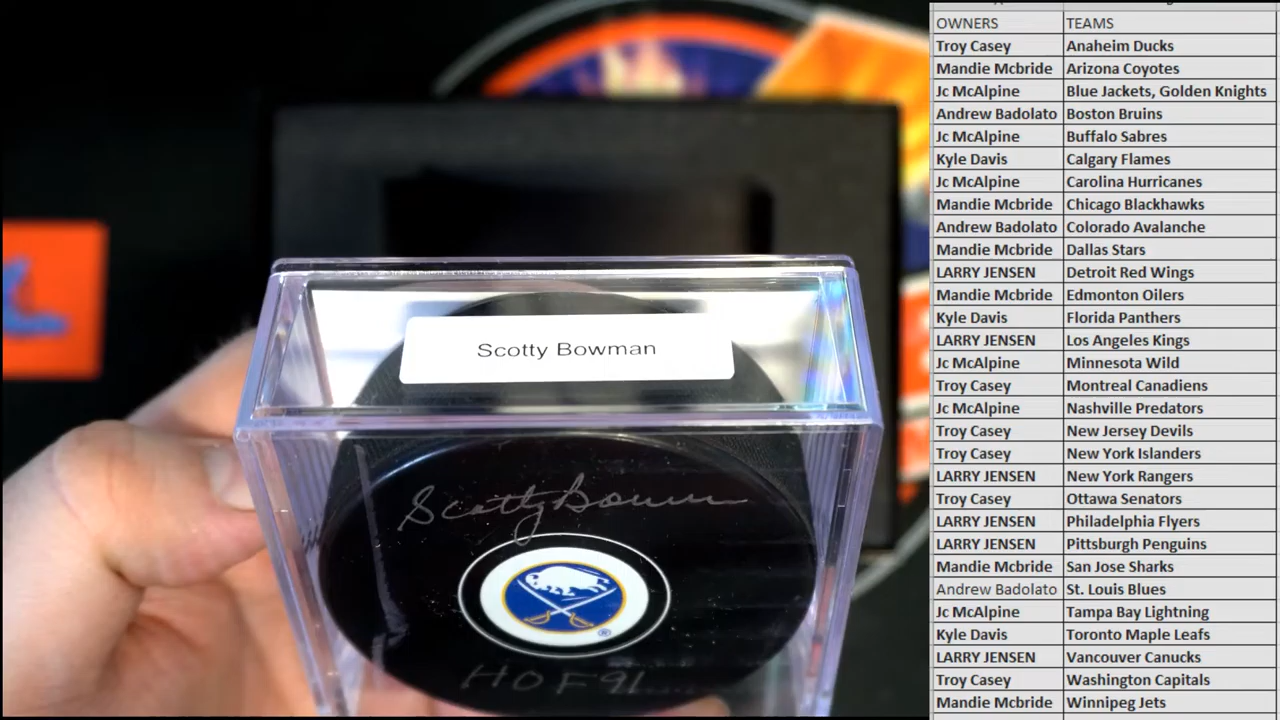 Scotty Bowman
Scotty Bowman
HOF 91
®
OWNERS TEAMS
Troy Casey Anaheim Ducks
Mandie Mcbride Arizona Coyotes
Jc McAlpine Blue Jackets, Golden Knights
Andrew Badolato Boston Bruins
Jc McAlpine Buffalo Sabres
Kyle Davis Calgary Flames
Jc McAlpine Carolina Hurricanes
Mandie Mcbride Chicago Blackhawks
Andrew Badolato Colorado Avalanche
Mandie Mcbride Dallas Stars
LARRY JENSEN Detroit Red Wings
Mandie Mcbride Edmonton Oilers
Kyle Davis Florida Panthers
LARRY JENSEN Los Angeles Kings
Jc McAlpine Minnesota Wild
Troy Casey Montreal Canadiens
Jc McAlpine Nashville Predators
Troy Casey New Jersey Devils
Troy Casey New York Islanders
LARRY JENSEN New York Rangers
Troy Casey Ottawa Senators
LARRY JENSEN Philadelphia Flyers
LARRY JENSEN Pittsburgh Penguins
Mandie Mcbride San Jose Sharks
Andrew Badolato St. Louis Blues
Jc McAlpine Tampa Bay Lightning
Kyle Davis Toronto Maple Leafs
LARRY JENSEN Vancouver Canucks
Troy Casey Washington Capitals
Mandie Mcbride Winnipeg Jets